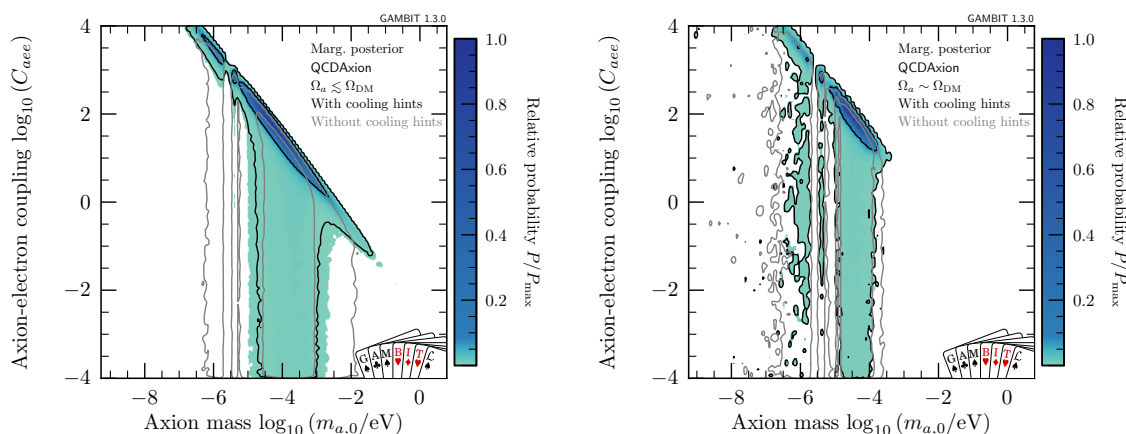 GAMBIT 1.3.0
Axion-electron coupling log₁₀ (Cₐₑₑ)
4
2
0
−2
−4
Marg. posterior
QCDAxion
Ωₐ ≲ Ω_DM
With cooling hints
Without cooling hints
GAMBIT
−8 −6 −4 −2 0
Axion mass log₁₀ (mₐ,₀/eV)
1.0
0.8
0.6
0.4
0.2
Relative probability P/P_max
GAMBIT 1.3.0
Axion-electron coupling log₁₀ (Cₐₑₑ)
4
2
0
−2
−4
Marg. posterior
QCDAxion
Ωₐ ∼ Ω_DM
With cooling hints
Without cooling hints
GAMBIT
−8 −6 −4 −2 0
Axion mass log₁₀ (mₐ,₀/eV)
1.0
0.8
0.6
0.4
0.2
Relative probability P/P_max